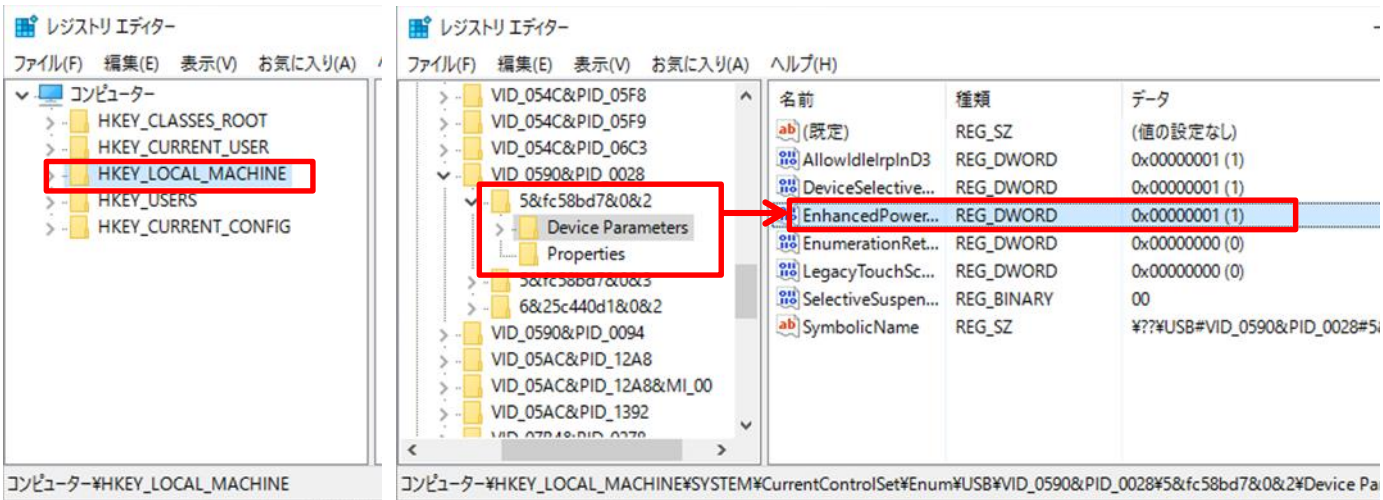 レジストリ エディター
ファイル(F) 編集(E) 表示(V) お気に入り(A)
コンピューター
HKEY_CLASSES_ROOT
HKEY_CURRENT_USER
HKEY_LOCAL_MACHINE
HKEY_USERS
HKEY_CURRENT_CONFIG
コンピューター¥HKEY_LOCAL_MACHINE
レジストリ エディター
ファイル(F) 編集(E) 表示(V) お気に入り(A) ヘルプ(H)
VID_054C&PID_05F8
VID_054C&PID_05F9
VID_054C&PID_06C3
VID_0590&PID_0028
5&fc58bd7&0&2
Device Parameters
Properties
5&fc58bd7&0&3
6&25c440d1&0&2
VID_0590&PID_0094
VID_05AC&PID_12A8
VID_05AC&PID_12A8&MI_00
VID_05AC&PID_1392
名前 種類 データ
(既定) REG_SZ (値の設定なし)
AllowIdleIrpInD3 REG_DWORD 0x00000001 (1)
DeviceSelective... REG_DWORD 0x00000001 (1)
EnhancedPower... REG_DWORD 0x00000001 (1)
EnumerationRet... REG_DWORD 0x00000000 (0)
LegacyTouchSc... REG_DWORD 0x00000000 (0)
SelectiveSuspen... REG_BINARY 00
SymbolicName REG_SZ ¥??¥USB#VID_0590&PID_0028#5&
コンピューター¥HKEY_LOCAL_MACHINE¥SYSTEM¥CurrentControlSet¥Enum¥USB¥VID_0590&PID_0028¥5&fc58bd7&0&2¥Device Par